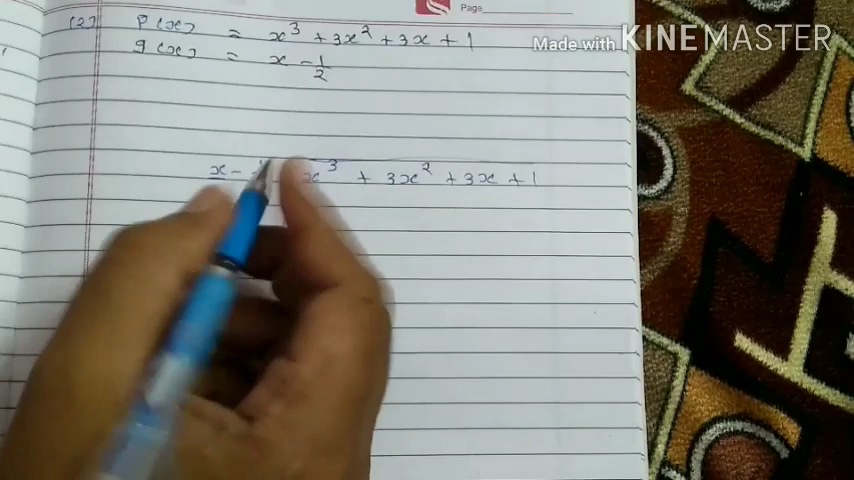 Page
Made with KINEMASTER
(2) P(x) = x³ + 3x² + 3x + 1
g(x) = x - 1/2
x - x³ + 3x² + 3x + 1